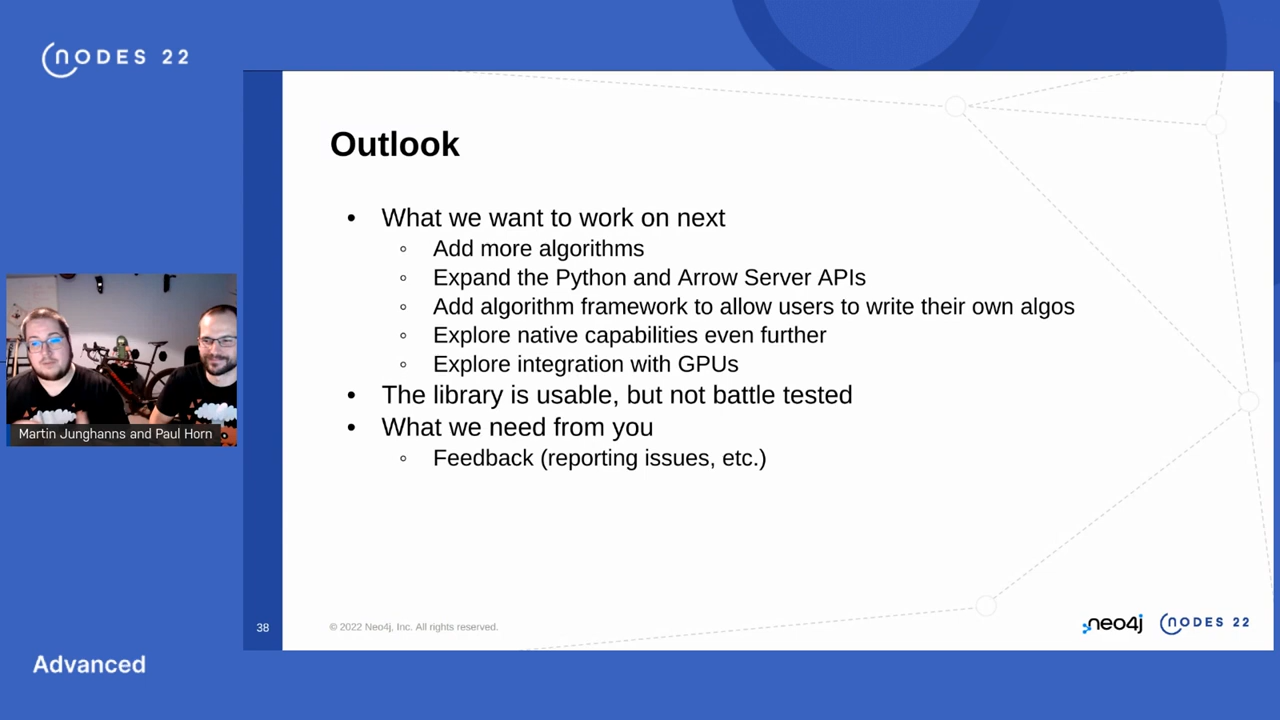 NODES 22
Outlook
• What we want to work on next
◦ Add more algorithms
◦ Expand the Python and Arrow Server APIs
◦ Add algorithm framework to allow users to write their own algos
◦ Explore native capabilities even further
◦ Explore integration with GPUs
• The library is usable, but not battle tested
• What we need from you
◦ Feedback (reporting issues, etc.)
Martin Junghanns and Paul Horn
38
© 2022 Neo4j, Inc. All rights reserved.
neo4j
NODES 22
Advanced